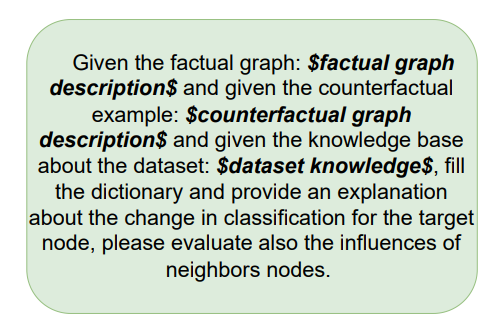 Given the factual graph: $factual graph
description$ and given the counterfactual
example: $counterfactual graph
description$ and given the knowledge base
about the dataset: $dataset knowledge$, fill
the dictionary and provide an explanation
about the change in classification for the target
node, please evaluate also the influences of
neighbors nodes.